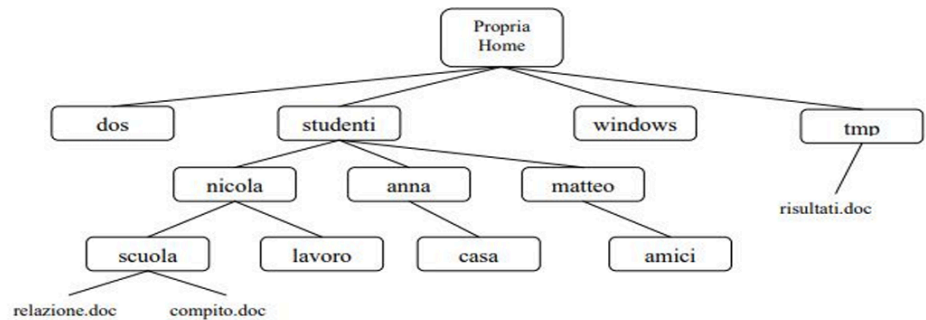 Propria
Home
dos
studenti
windows
tmp
nicola
anna
matteo
risultati.doc
scuola
lavoro
casa
amici
relazione.doc
compito.doc